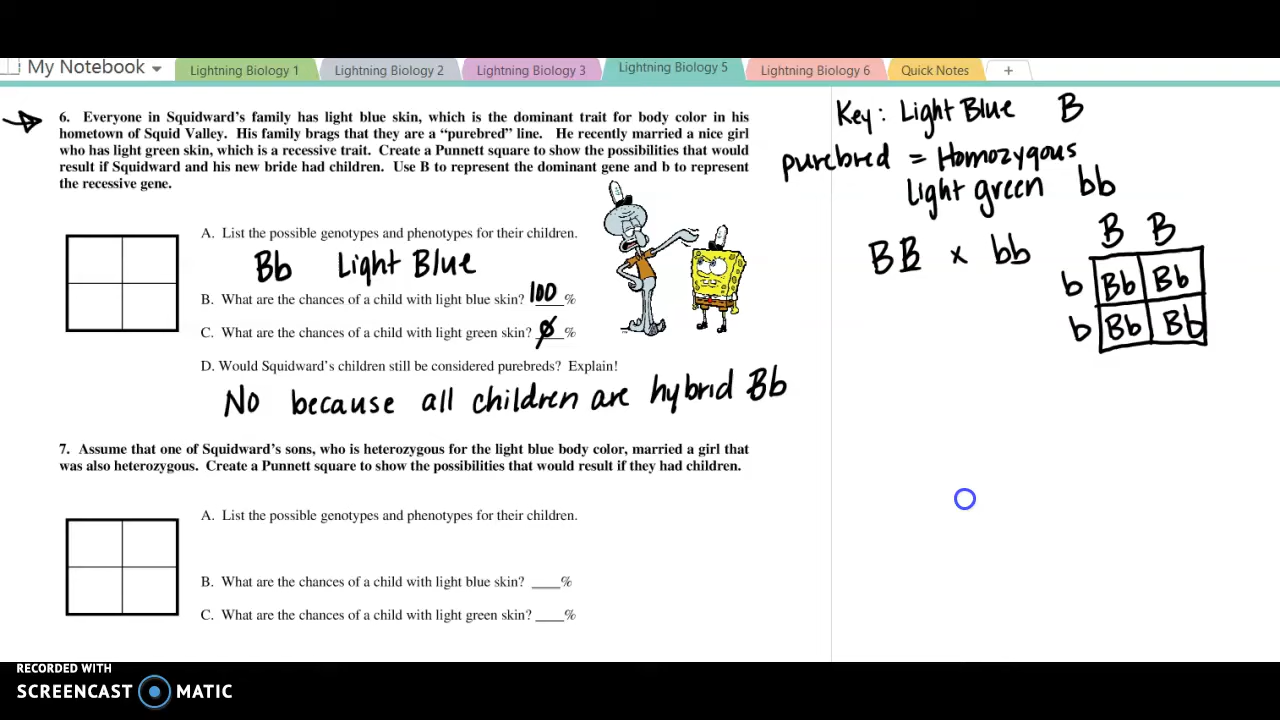 My Notebook
Lightning Biology 1
Lightning Biology 2
Lightning Biology 3
Lightning Biology 5
Lightning Biology 6
Quick Notes
+
6. Everyone in Squidward's family has light blue skin, which is the dominant trait for body color in his
hometown of Squid Valley. His family brags that they are a "purebred" line. He recently married a nice girl
who has light green skin, which is a recessive trait. Create a Punnett square to show the possibilities that would
result if Squidward and his new bride had children. Use B to represent the dominant gene and b to represent
the recessive gene.
A. List the possible genotypes and phenotypes for their children.
Bb Light Blue
B. What are the chances of a child with light blue skin? 100 %
C. What are the chances of a child with light green skin? 0 %
D. Would Squidward's children still be considered purebreds? Explain!
No because all children are hybrid Bb
7. Assume that one of Squidward's sons, who is heterozygous for the light blue body color, married a girl that
was also heterozygous. Create a Punnett square to show the possibilities that would result if they had children.
A. List the possible genotypes and phenotypes for their children.
B. What are the chances of a child with light blue skin? ____%
C. What are the chances of a child with light green skin? ____%
Key: Light Blue B
purebred = Homozygous
Light green bb
BB x bb
B B
b Bb Bb
b Bb Bb
RECORDED WITH
SCREENCAST MATIC